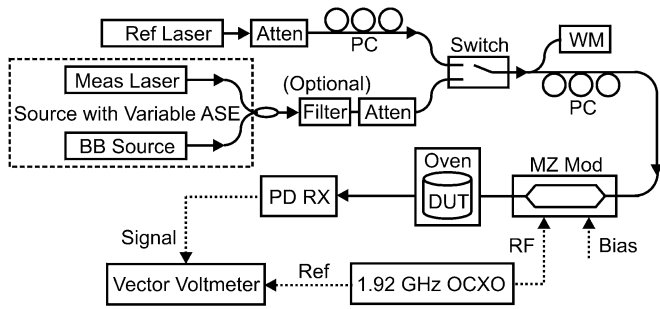 Ref Laser
Atten
PC
Switch
WM
Meas Laser
(Optional)
Source with Variable ASE
Filter
Atten
PC
BB Source
Oven
MZ Mod
PD RX
DUT
Signal
RF
Bias
Ref
Vector Voltmeter
1.92 GHz OCXO